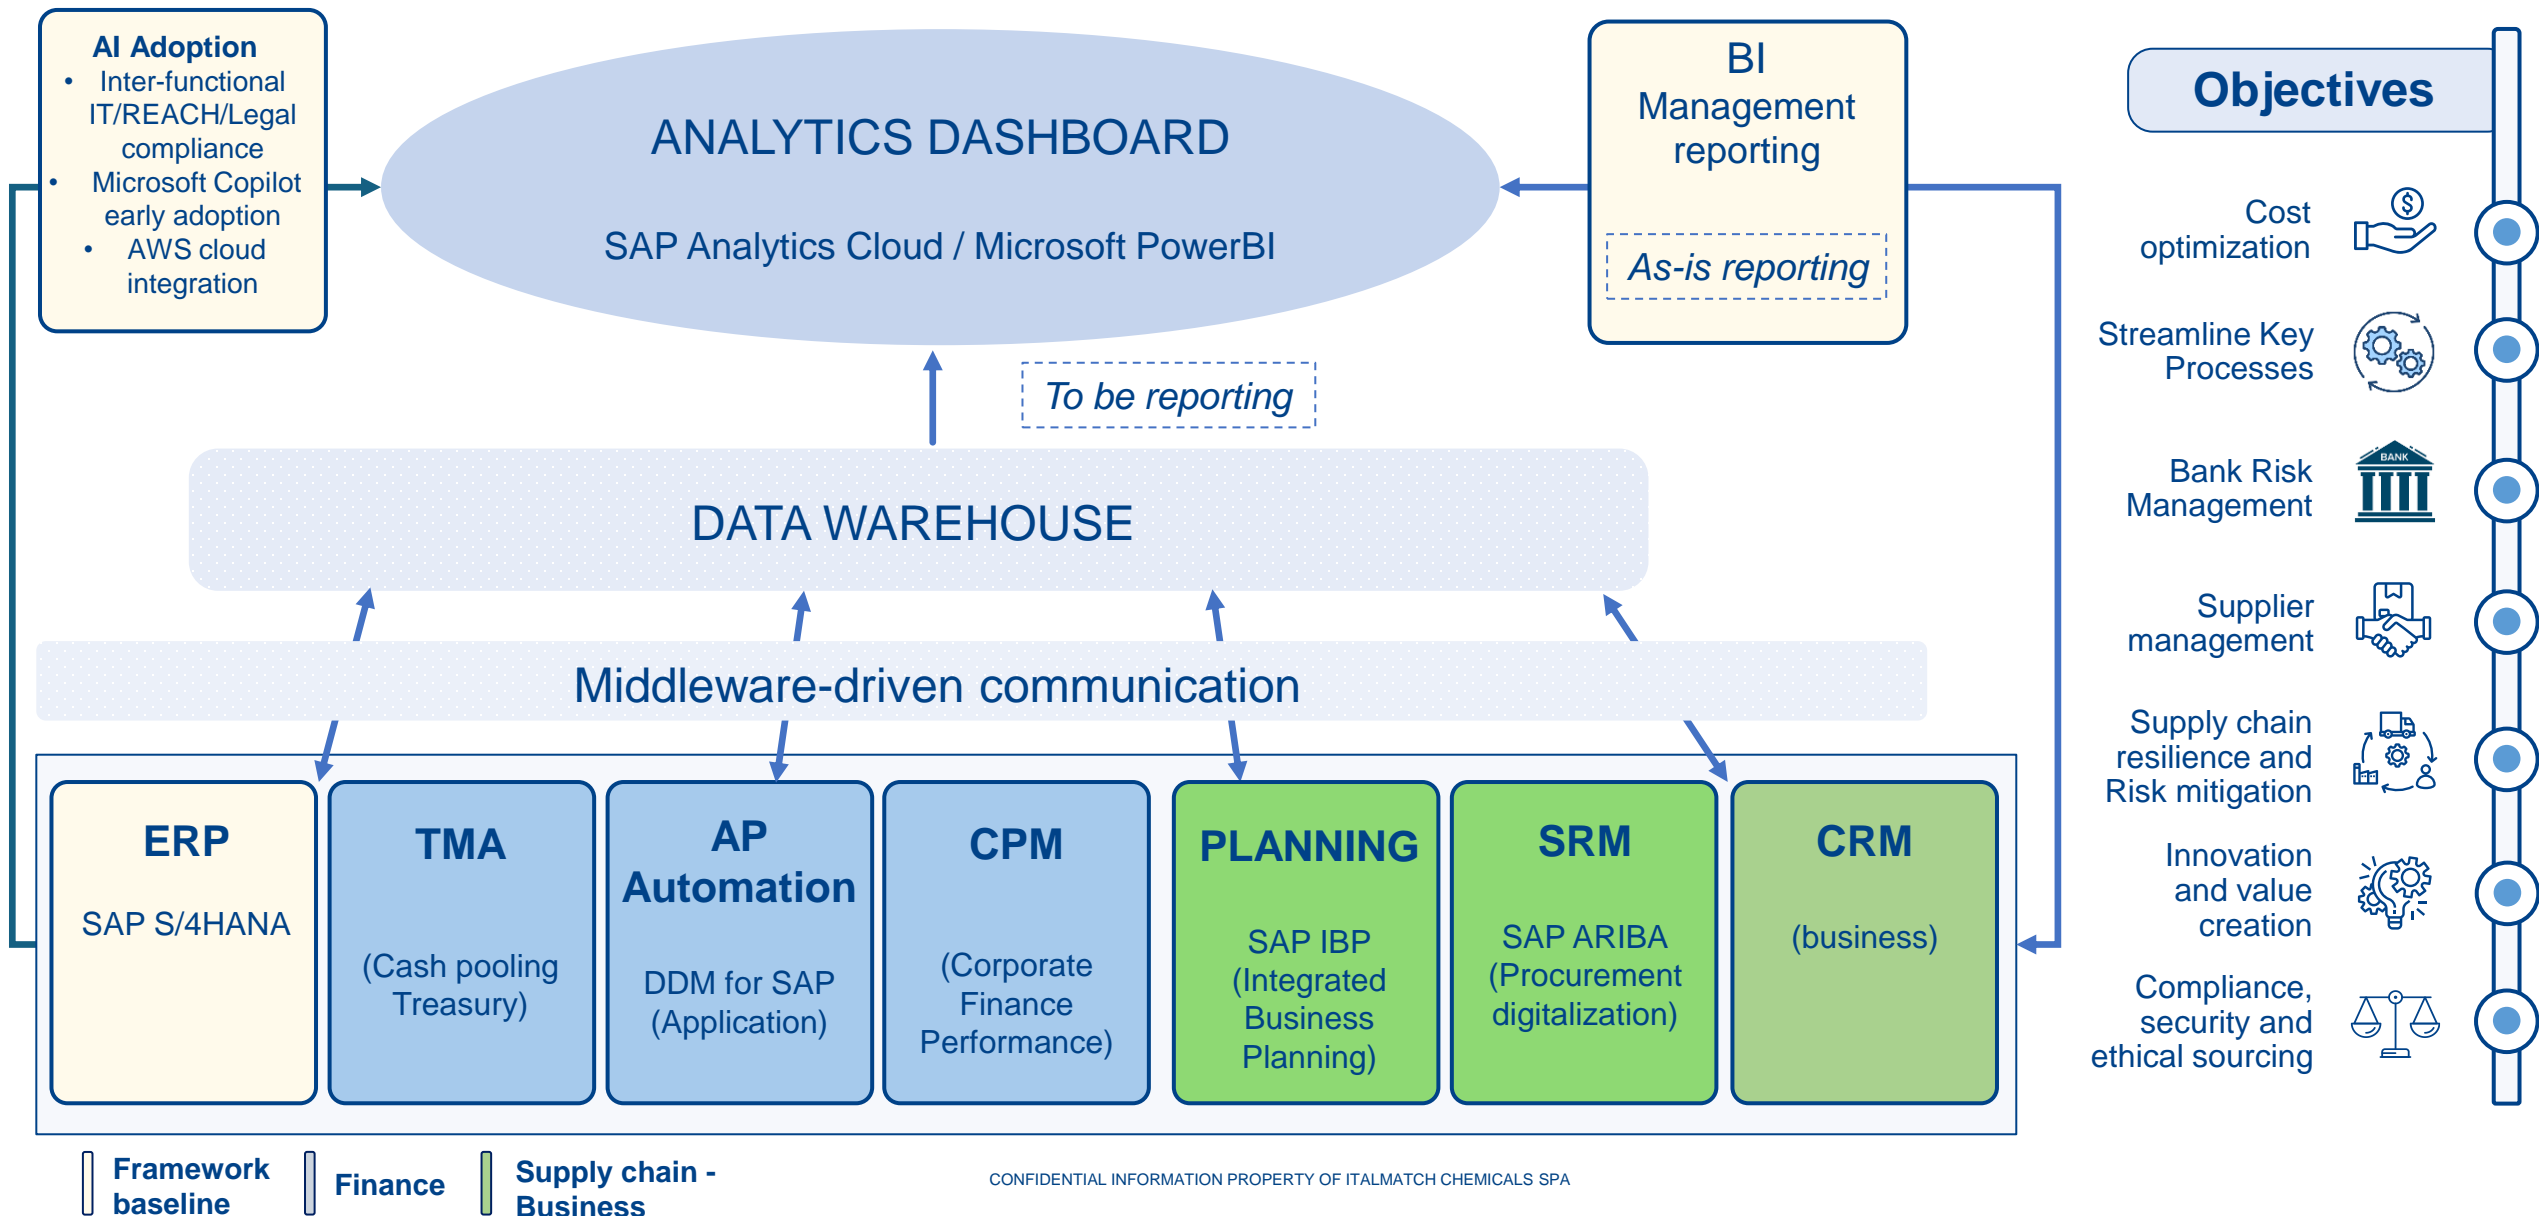 AI Adoption
• Inter-functional
IT/REACH/Legal
compliance
• Microsoft Copilot
early adoption
• AWS cloud
integration
ANALYTICS DASHBOARD
SAP Analytics Cloud / Microsoft PowerBI
BI
Management
reporting
As-is reporting
To be reporting
DATA WAREHOUSE
Middleware-driven communication
ERP
SAP S/4HANA
TMA
(Cash pooling
Treasury)
AP
Automation
DDM for SAP
(Application)
CPM
(Corporate
Finance
Performance)
PLANNING
SAP IBP
(Integrated
Business
Planning)
SRM
SAP ARIBA
(Procurement
digitalization)
CRM
(business)
Framework
baseline
Finance
Supply chain -
Business
CONFIDENTIAL INFORMATION PROPERTY OF ITALMATCH CHEMICALS SPA
Objectives
Cost
optimization
$
Streamline Key
Processes
Bank Risk
Management
BANK
Supplier
management
Supply chain
resilience and
Risk mitigation
Innovation
and value
creation
Compliance,
security and
ethical sourcing